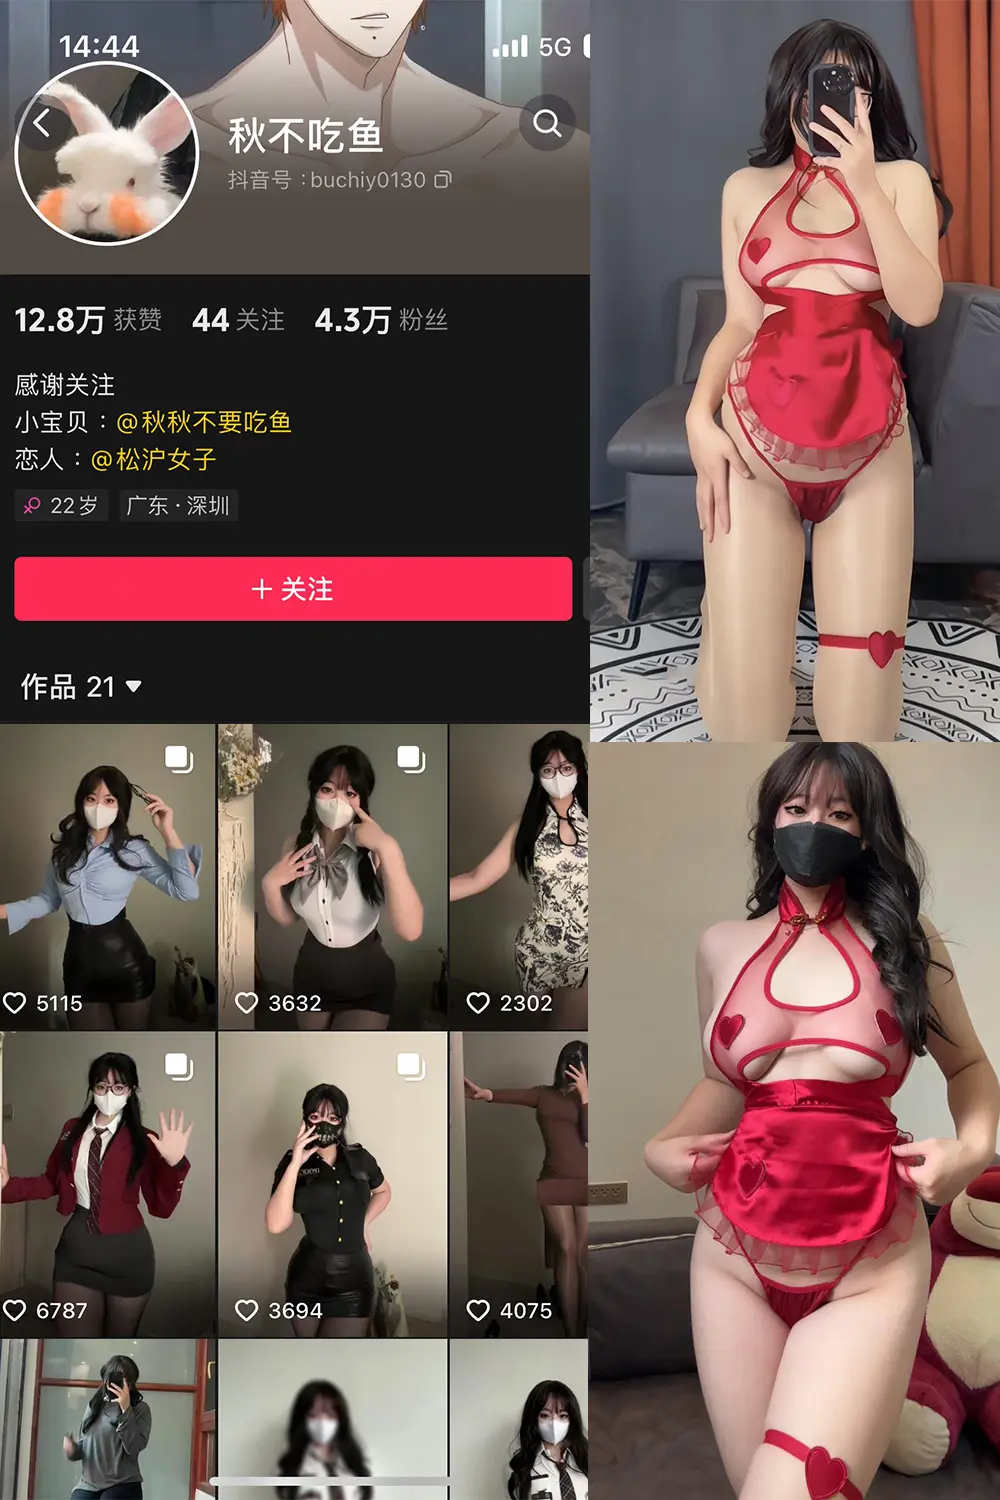 14:44
5G
秋不吃鱼
抖音号：buchiy0130
12.8万 获赞 44 关注 4.3万 粉丝
感谢关注
小宝贝：@秋秋不要吃鱼
恋人：@松沪女子
22岁 广东·深圳
+ 关注
作品 21
5115 3632 2302
6787 3694 4075